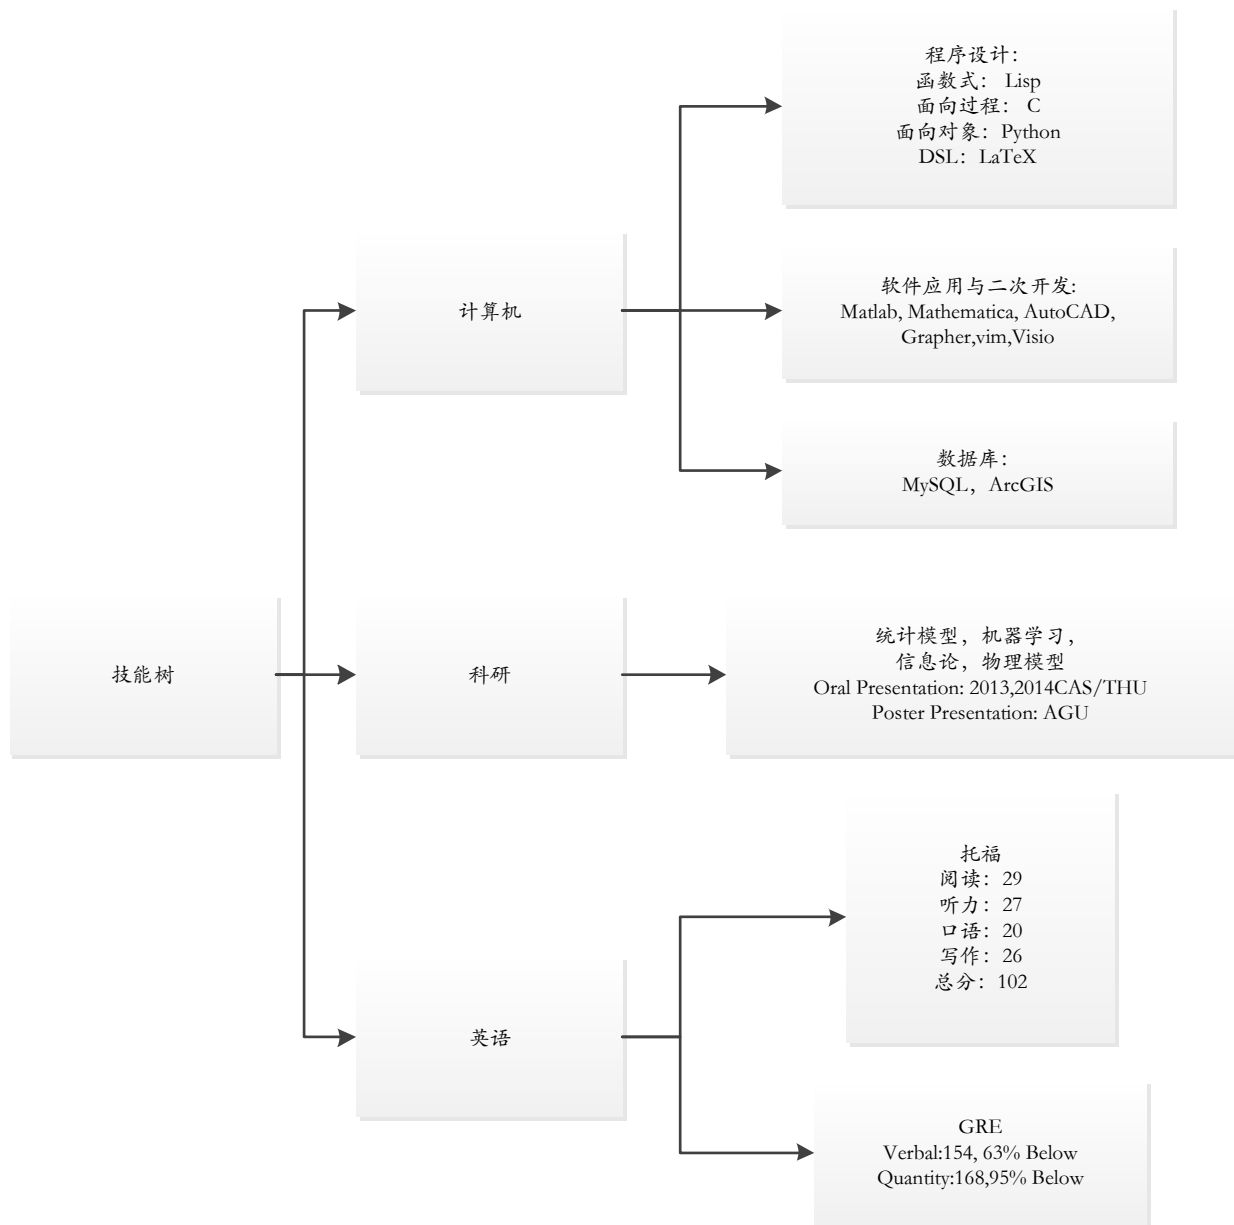 技能树
计算机
程序设计：
函数式： Lisp
面向过程： C
面向对象：Python
DSL：LaTeX
软件应用与二次开发:
Matlab, Mathematica, AutoCAD,
Grapher,vim,Visio
数据库：
MySQL，ArcGIS
科研
统计模型，机器学习，
信息论，物理模型
Oral Presentation: 2013,2014CAS/THU
Poster Presentation: AGU
英语
托福
阅读：29
听力：27
口语：20
写作：26
总分：102
GRE
Verbal:154, 63% Below
Quantity:168,95% Below